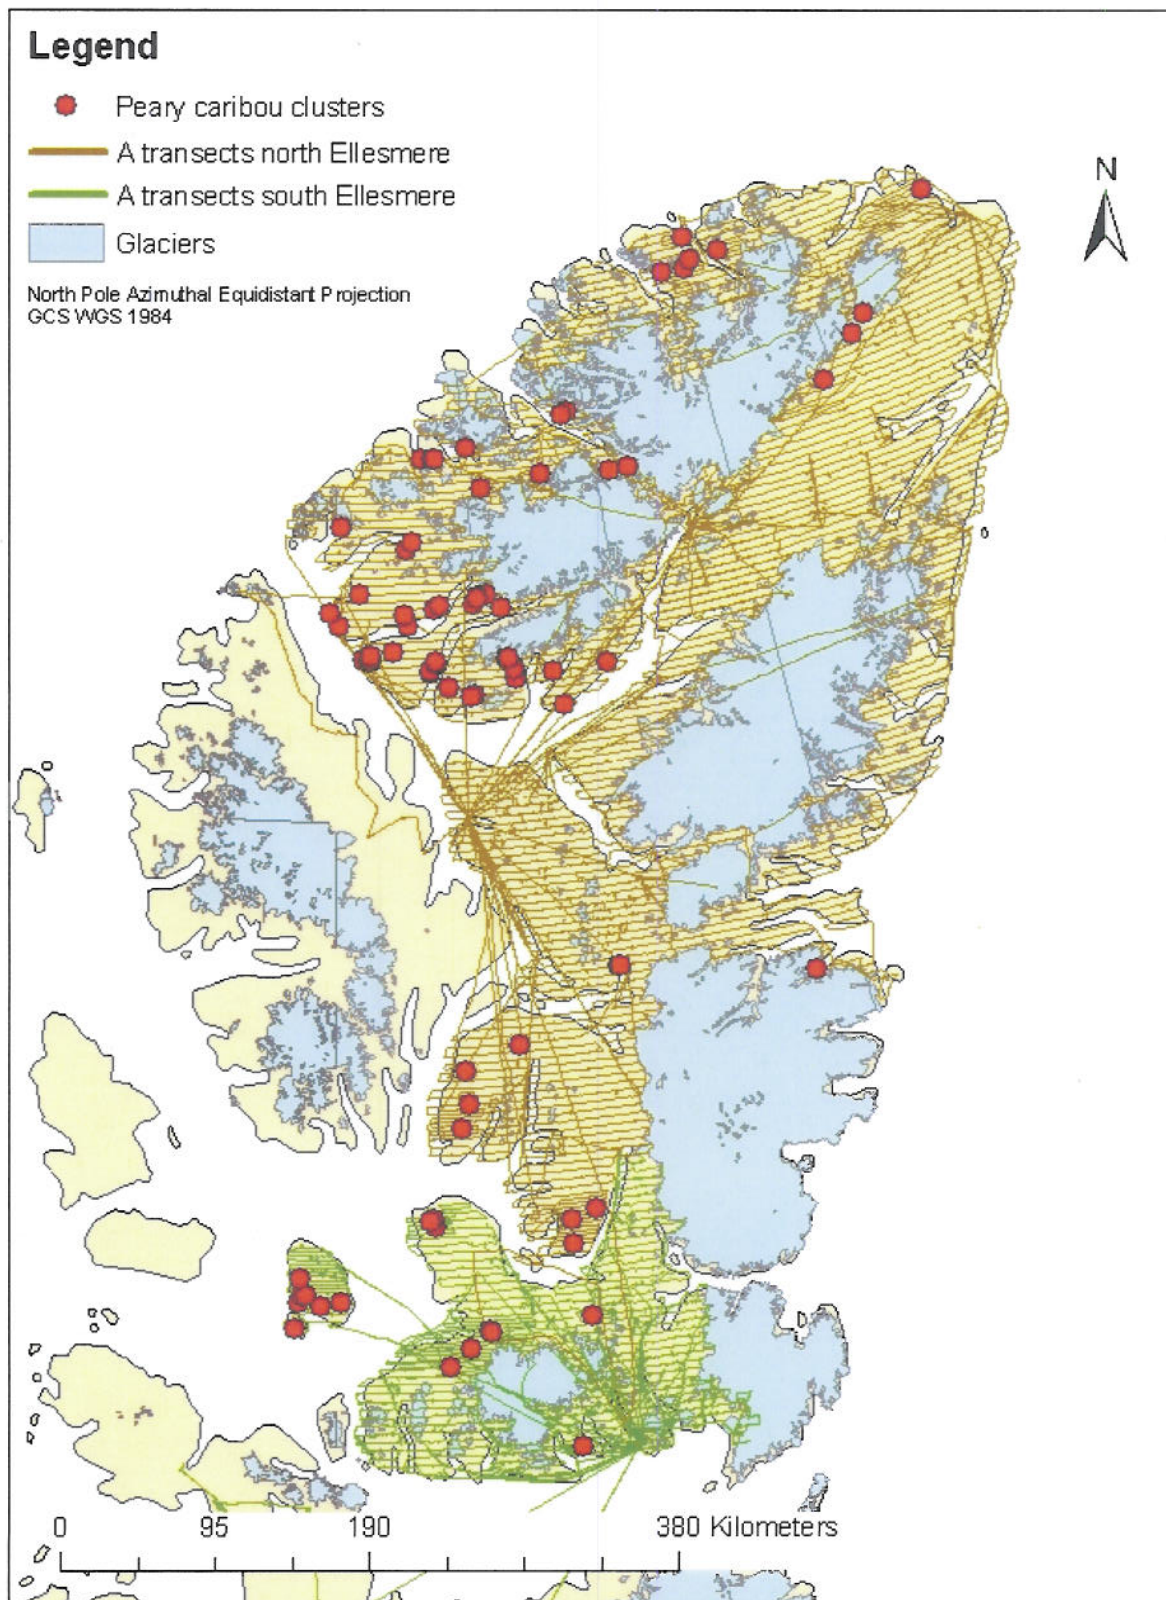 Legend
Peary caribou clusters
A transects north Ellesmere
A transects south Ellesmere
Glaciers
North Pole Azimuthal Equidistant Projection
GCS WGS 1984
N
0 95 190 380 Kilometers